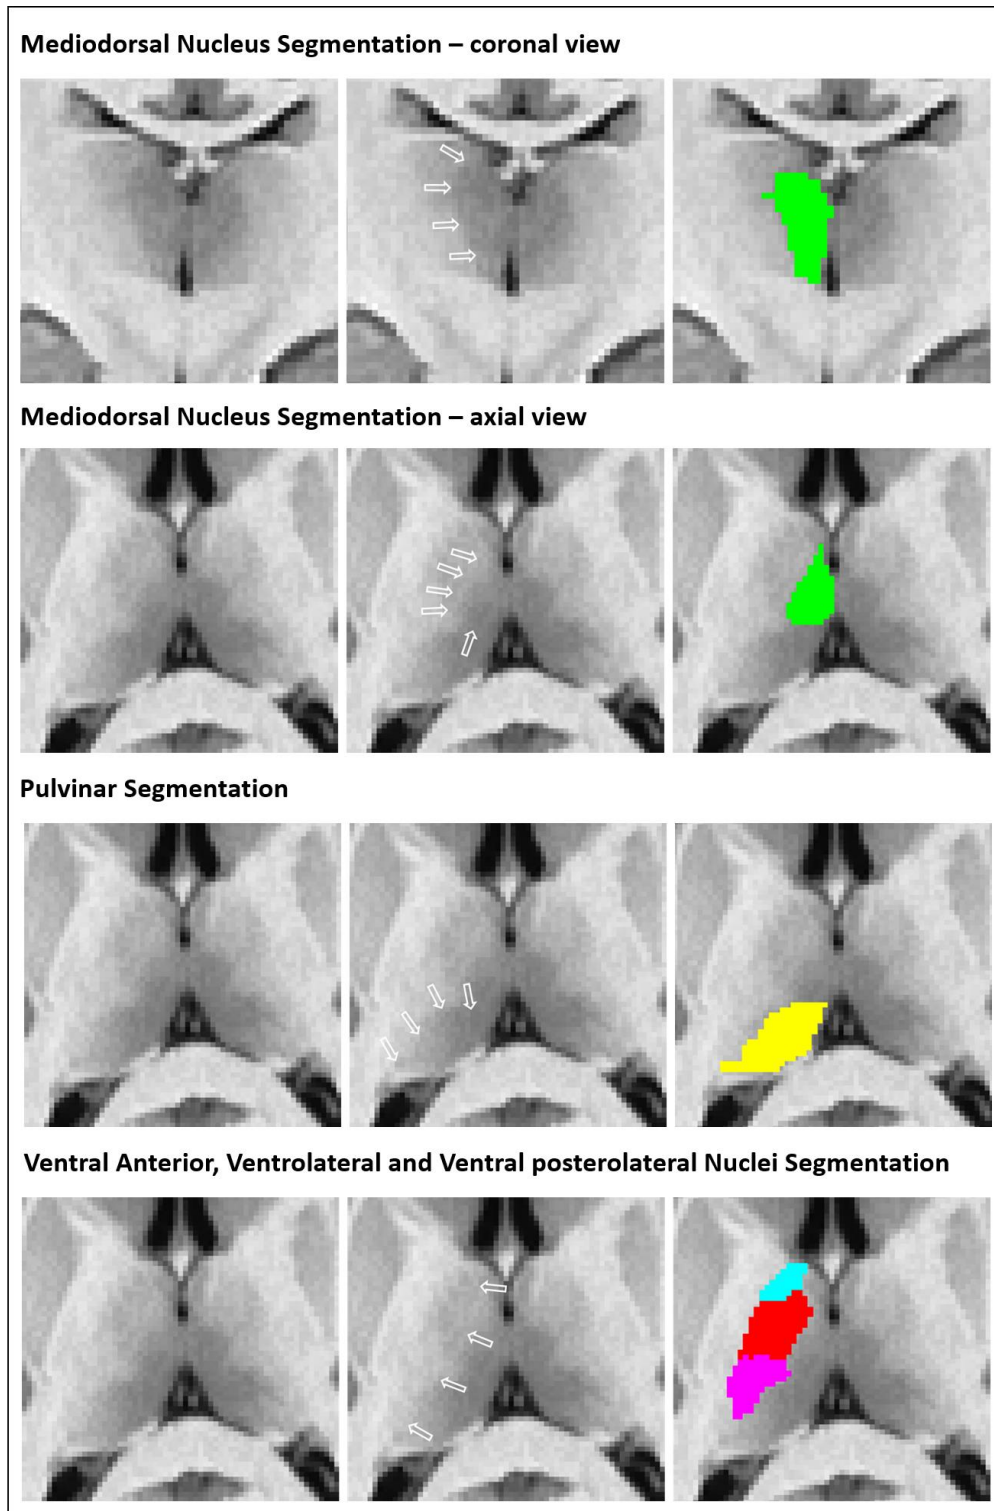 Mediodorsal Nucleus Segmentation – coronal view
Mediodorsal Nucleus Segmentation – axial view
Pulvinar Segmentation
Ventral Anterior, Ventrolateral and Ventral posterolateral Nuclei Segmentation